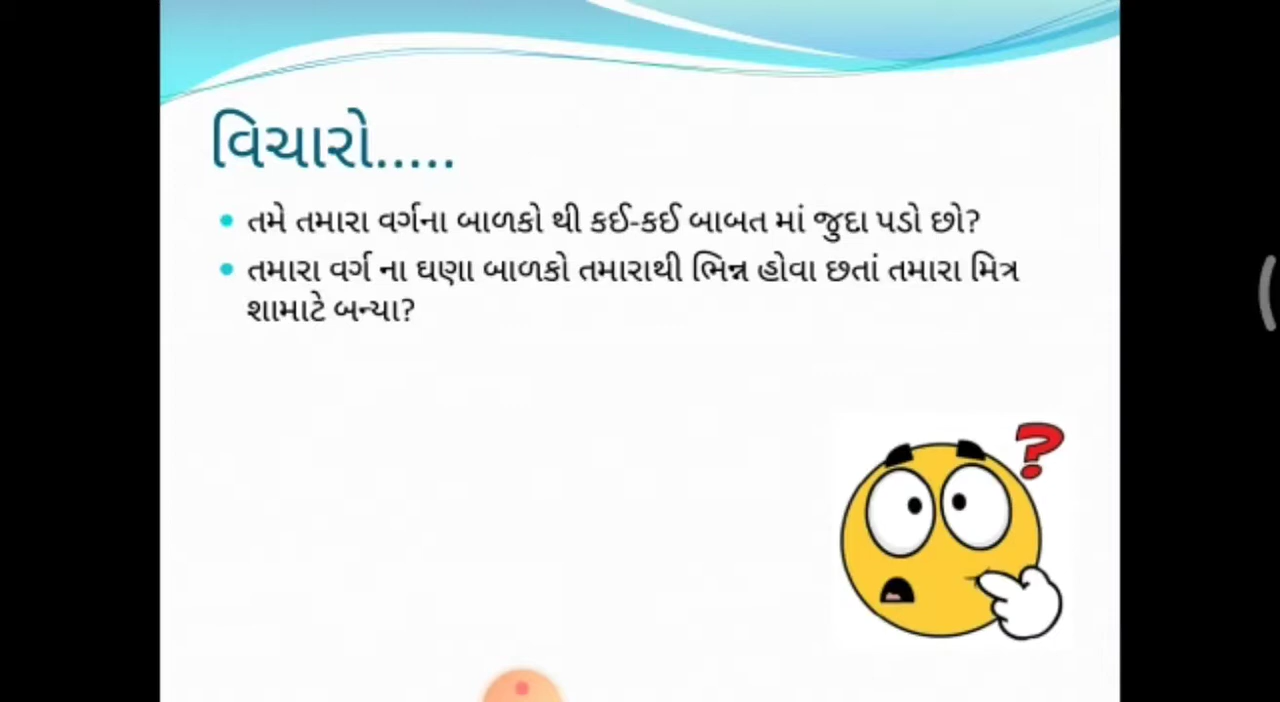 વિચારો.....
તમે તમારા વર્ગના બાળકો થી કઈ-કઈ બાબત માં જુદા પડો છો?
તમારા વર્ગ ના ઘણા બાળકો તમારાથી ભિન્ન હોવા છતાં તમારા મિત્ર
શામાટે બન્યા?
?